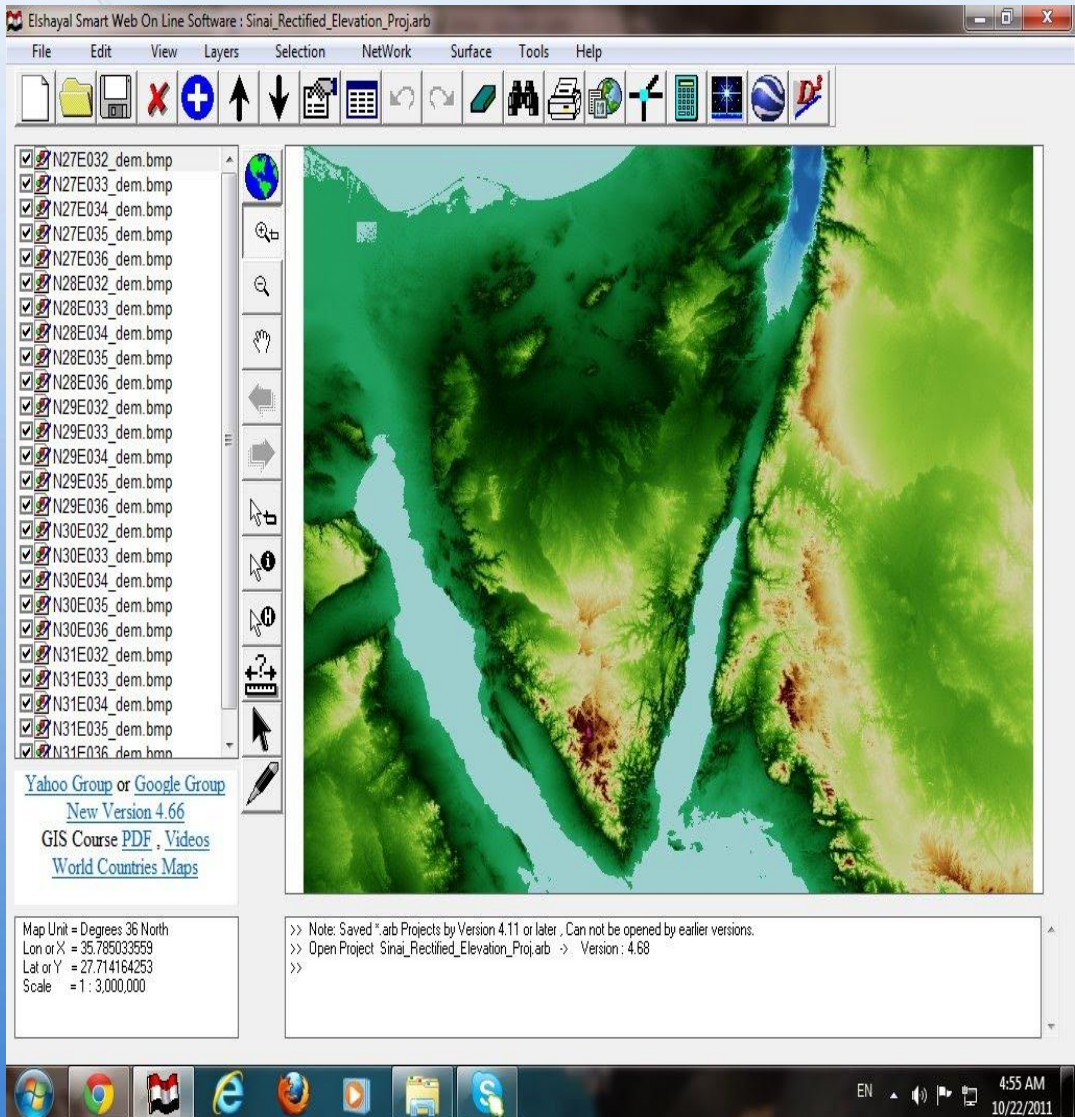 Elshayal Smart Web On Line Software : Sinai_Rectified_Elevation_Proj.arb
File Edit View Layers Selection NetWork Surface Tools Help
N27E032_dem.bmp
N27E033_dem.bmp
N27E034_dem.bmp
N27E035_dem.bmp
N27E036_dem.bmp
N28E032_dem.bmp
N28E033_dem.bmp
N28E034_dem.bmp
N28E035_dem.bmp
N28E036_dem.bmp
N29E032_dem.bmp
N29E033_dem.bmp
N29E034_dem.bmp
N29E035_dem.bmp
N29E036_dem.bmp
N30E032_dem.bmp
N30E033_dem.bmp
N30E034_dem.bmp
N30E035_dem.bmp
N30E036_dem.bmp
N31E032_dem.bmp
N31E033_dem.bmp
N31E034_dem.bmp
N31E035_dem.bmp
N31E036_dem.bmp
Yahoo Group or Google Group
New Version 4.66
GIS Course PDF , Videos
World Countries Maps
Map Unit = Degrees 36 North
Lon or X = 35.785033559
Lat or Y = 27.714164253
Scale = 1 : 3,000,000
>> Note: Saved *.arb Projects by Version 4.11 or later , Can not be opened by earlier versions.
>> Open Project Sinai_Rectified_Elevation_Proj.arb -> Version : 4.68
>>
EN
4:55 AM
10/22/2011